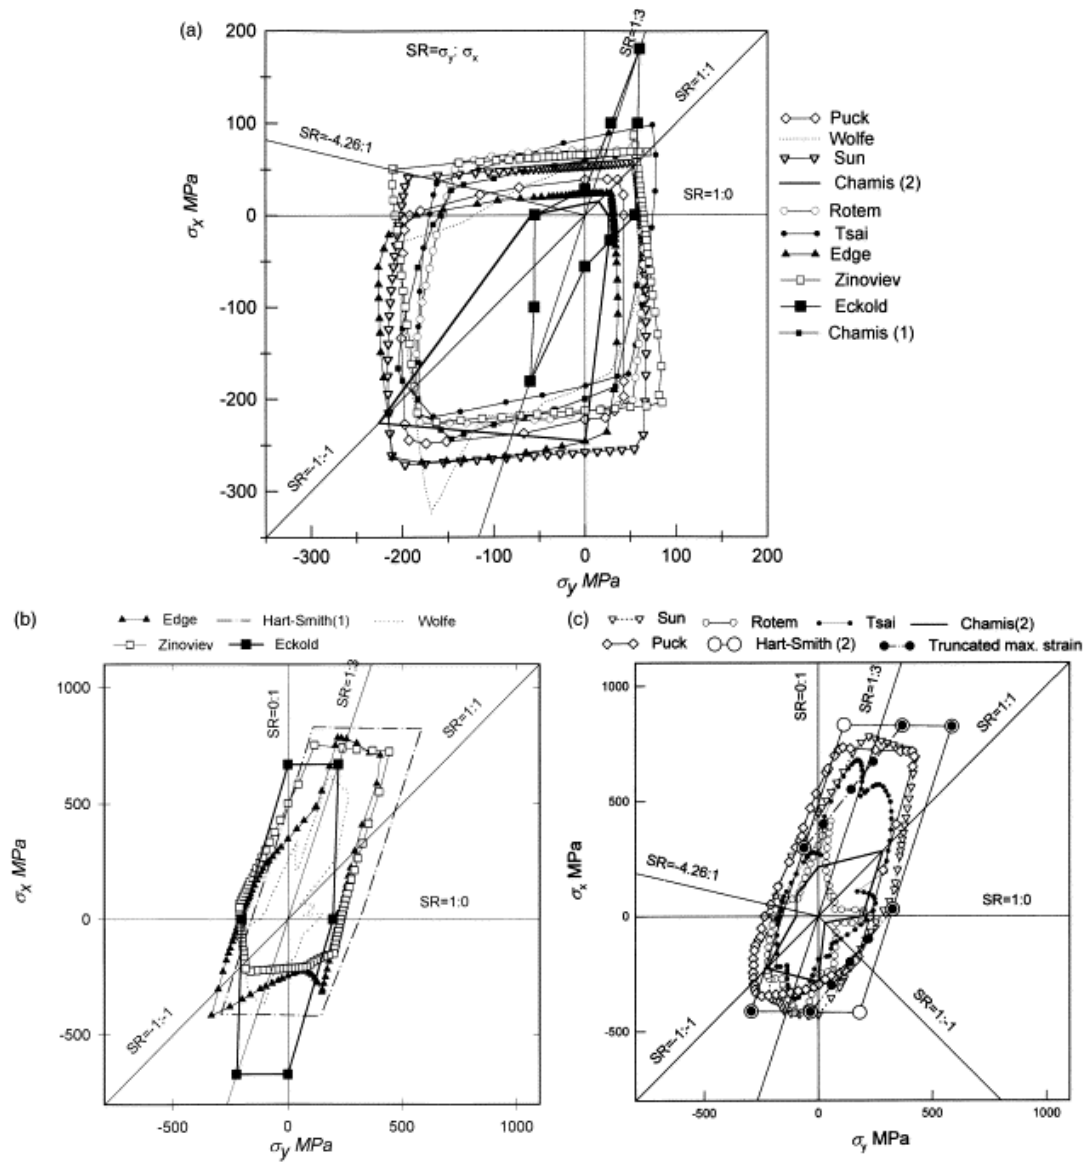 (a)
SR=σy: σx
SR=1:3
SR=1:1
SR=-4.26:1
SR=1:0
SR=-1:-1
200
100
0
-100
-200
-300
σx MPa
-300 -200 -100 0 100 200
σy MPa
Puck
Wolfe
Sun
Chamis (2)
Rotem
Tsai
Edge
Zinoviev
Eckold
Chamis (1)
(b)
Edge Hart-Smith(1) Wolfe
Zinoviev Eckold
SR=0:1
SR=1:3
SR=1:1
SR=1:0
SR=-1:-1
1000
500
0
-500
σx MPa
-500 0 500 1000
σy MPa
(c)
Sun Rotem Tsai Chamis(2)
Puck Hart-Smith (2) Truncated max. strain
SR=0:1
SR=1:3
SR=1:1
SR=-4.26:1
SR=1:0
SR=-1:-1
SR=1:-1
1000
500
0
-500
σx MPa
-500 0 500 1000
σy MPa